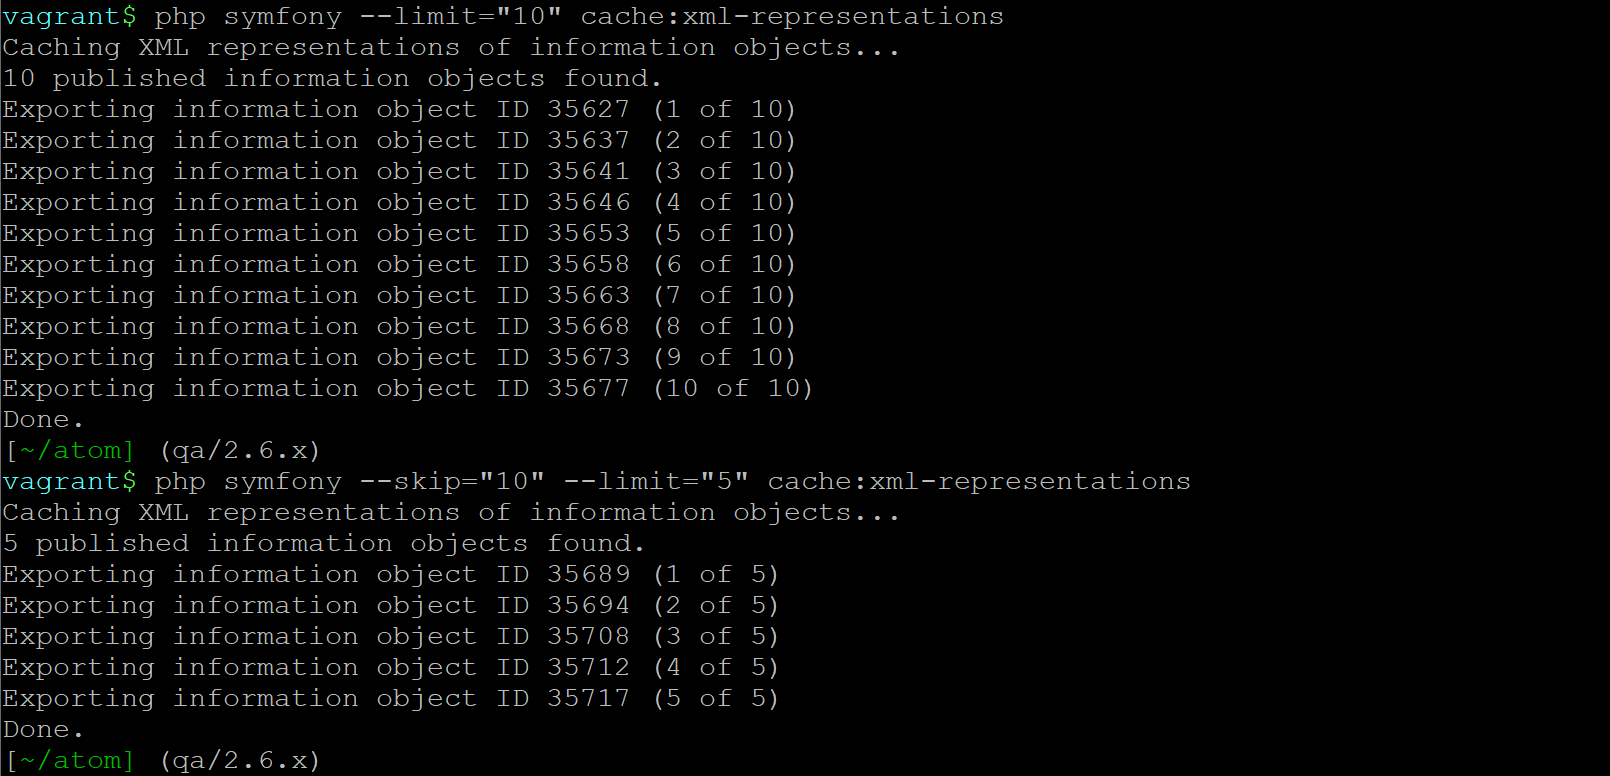 vagrant$ php symfony --limit="10" cache:xml-representations
Caching XML representations of information objects...
10 published information objects found.
Exporting information object ID 35627 (1 of 10)
Exporting information object ID 35637 (2 of 10)
Exporting information object ID 35641 (3 of 10)
Exporting information object ID 35646 (4 of 10)
Exporting information object ID 35653 (5 of 10)
Exporting information object ID 35658 (6 of 10)
Exporting information object ID 35663 (7 of 10)
Exporting information object ID 35668 (8 of 10)
Exporting information object ID 35673 (9 of 10)
Exporting information object ID 35677 (10 of 10)
Done.
[~/atom] (qa/2.6.x)
vagrant$ php symfony --skip="10" --limit="5" cache:xml-representations
Caching XML representations of information objects...
5 published information objects found.
Exporting information object ID 35689 (1 of 5)
Exporting information object ID 35694 (2 of 5)
Exporting information object ID 35708 (3 of 5)
Exporting information object ID 35712 (4 of 5)
Exporting information object ID 35717 (5 of 5)
Done.
[~/atom] (qa/2.6.x)